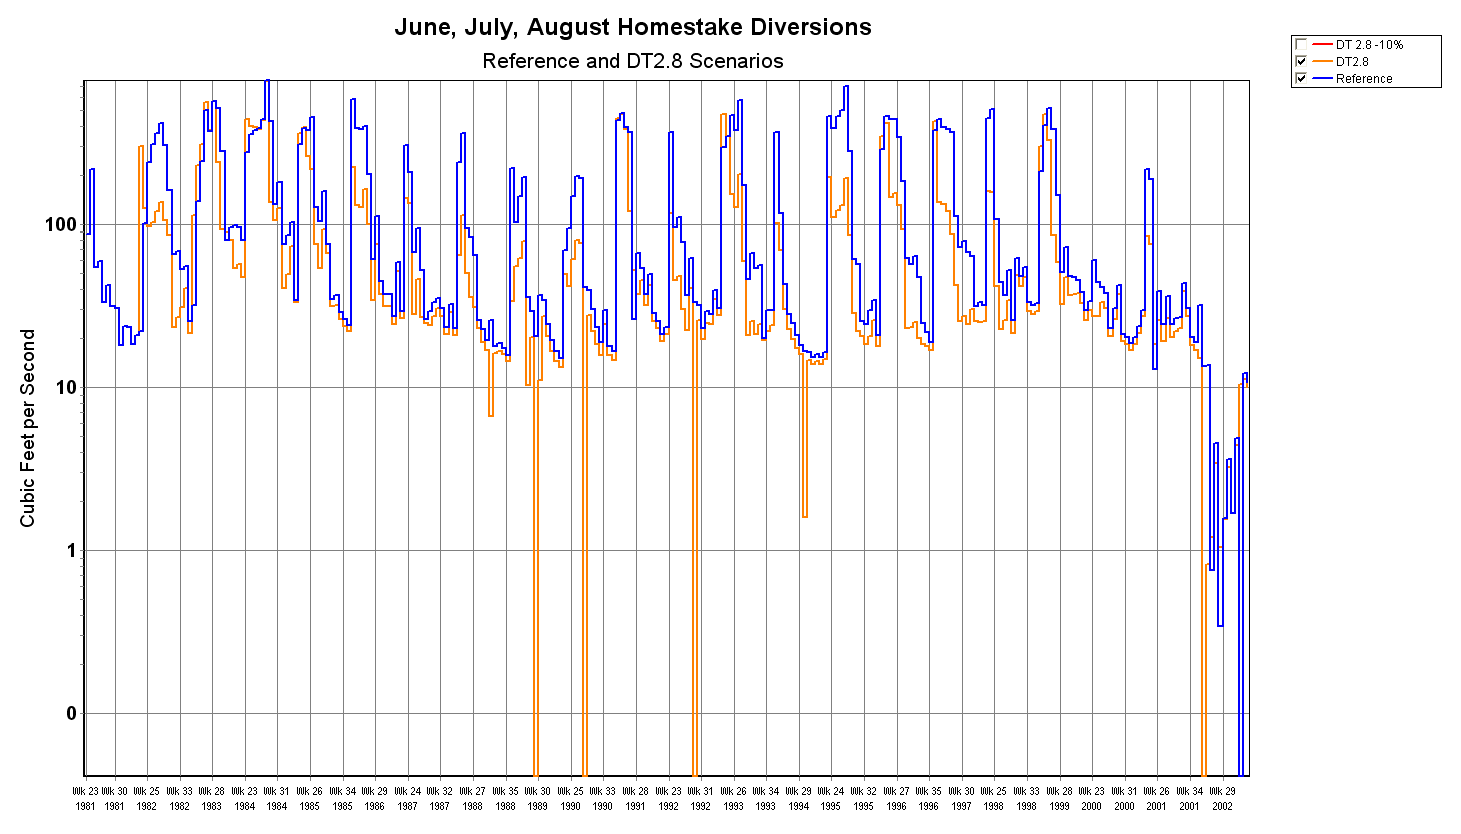 June, July, August Homestake Diversions
Reference and DT2.8 Scenarios
DT 2.8 -10%
DT2.8
Reference
Cubic Feet per Second
100
10
1
0
Wk 23 Wk 30 Wk 25 Wk 33 Wk 28 Wk 23 Wk 31 Wk 26 Wk 34 Wk 29 Wk 24 Wk 32 Wk 27 Wk 35 Wk 30 Wk 25 Wk 33 Wk 28 Wk 23 Wk 31 Wk 26 Wk 34 Wk 29 Wk 24 Wk 32 Wk 27 Wk 35 Wk 30 Wk 25 Wk 33 Wk 28 Wk 23 Wk 31 Wk 26 Wk 34 Wk 29
1981 1981 1982 1982 1983 1984 1984 1985 1985 1986 1987 1987 1988 1988 1989 1990 1990 1991 1992 1992 1993 1993 1994 1995 1995 1996 1996 1997 1998 1998 1999 2000 2000 2001 2001 2002